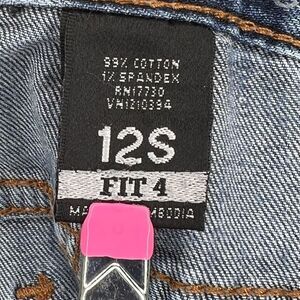 99% COTTON
1% SPANDEX
RN17730
VN1210394
12S
FIT 4